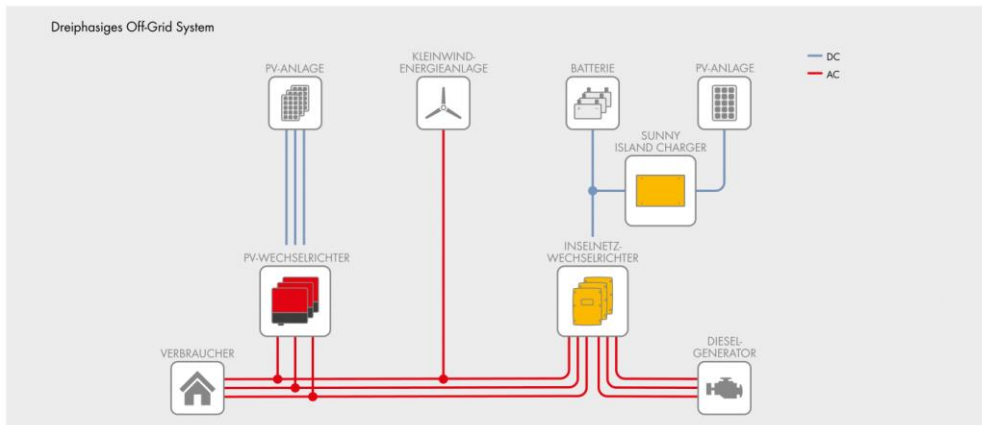 Dreiphasiges Off-Grid System
PV-ANLAGE
KLEINWIND-
ENERGIEANLAGE
BATTERIE
PV-ANLAGE
DC
AC
SUNNY
ISLAND CHARGER
PV-WECHSELRICHTER
INSELNETZ-
WECHSELRICHTER
VERBRAUCHER
DIESEL-
GENERATOR